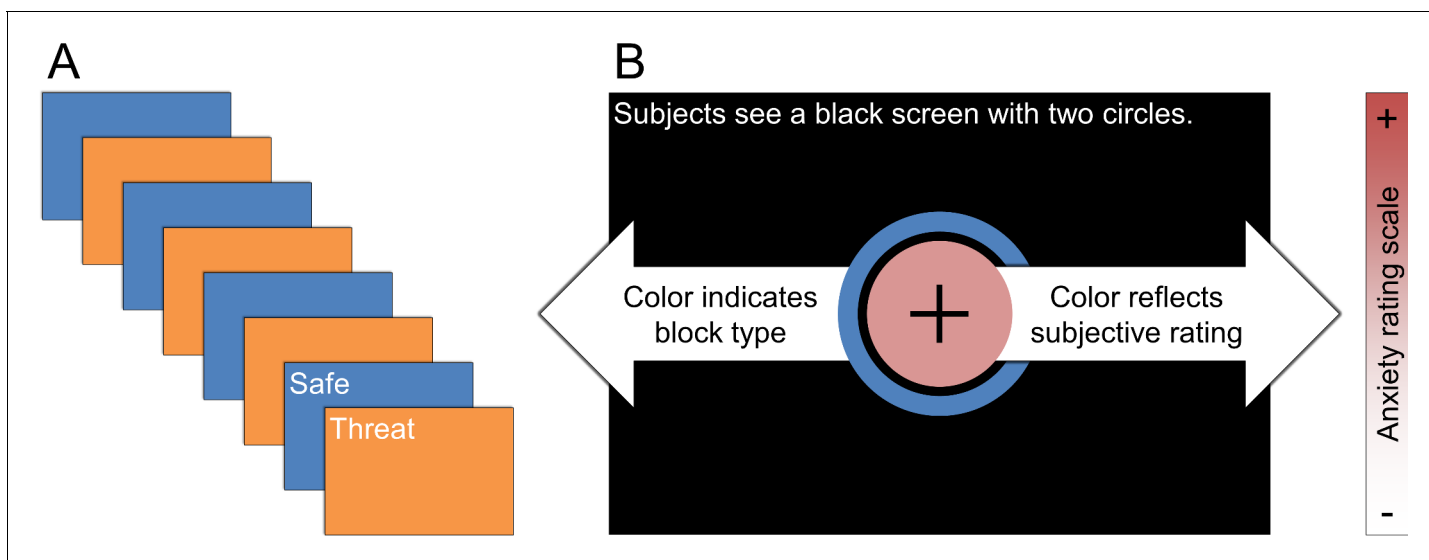 A
B
Subjects see a black screen with two circles.
Safe
Threat
Color indicates
block type
Color reflects
subjective rating
+
Anxiety rating scale
-